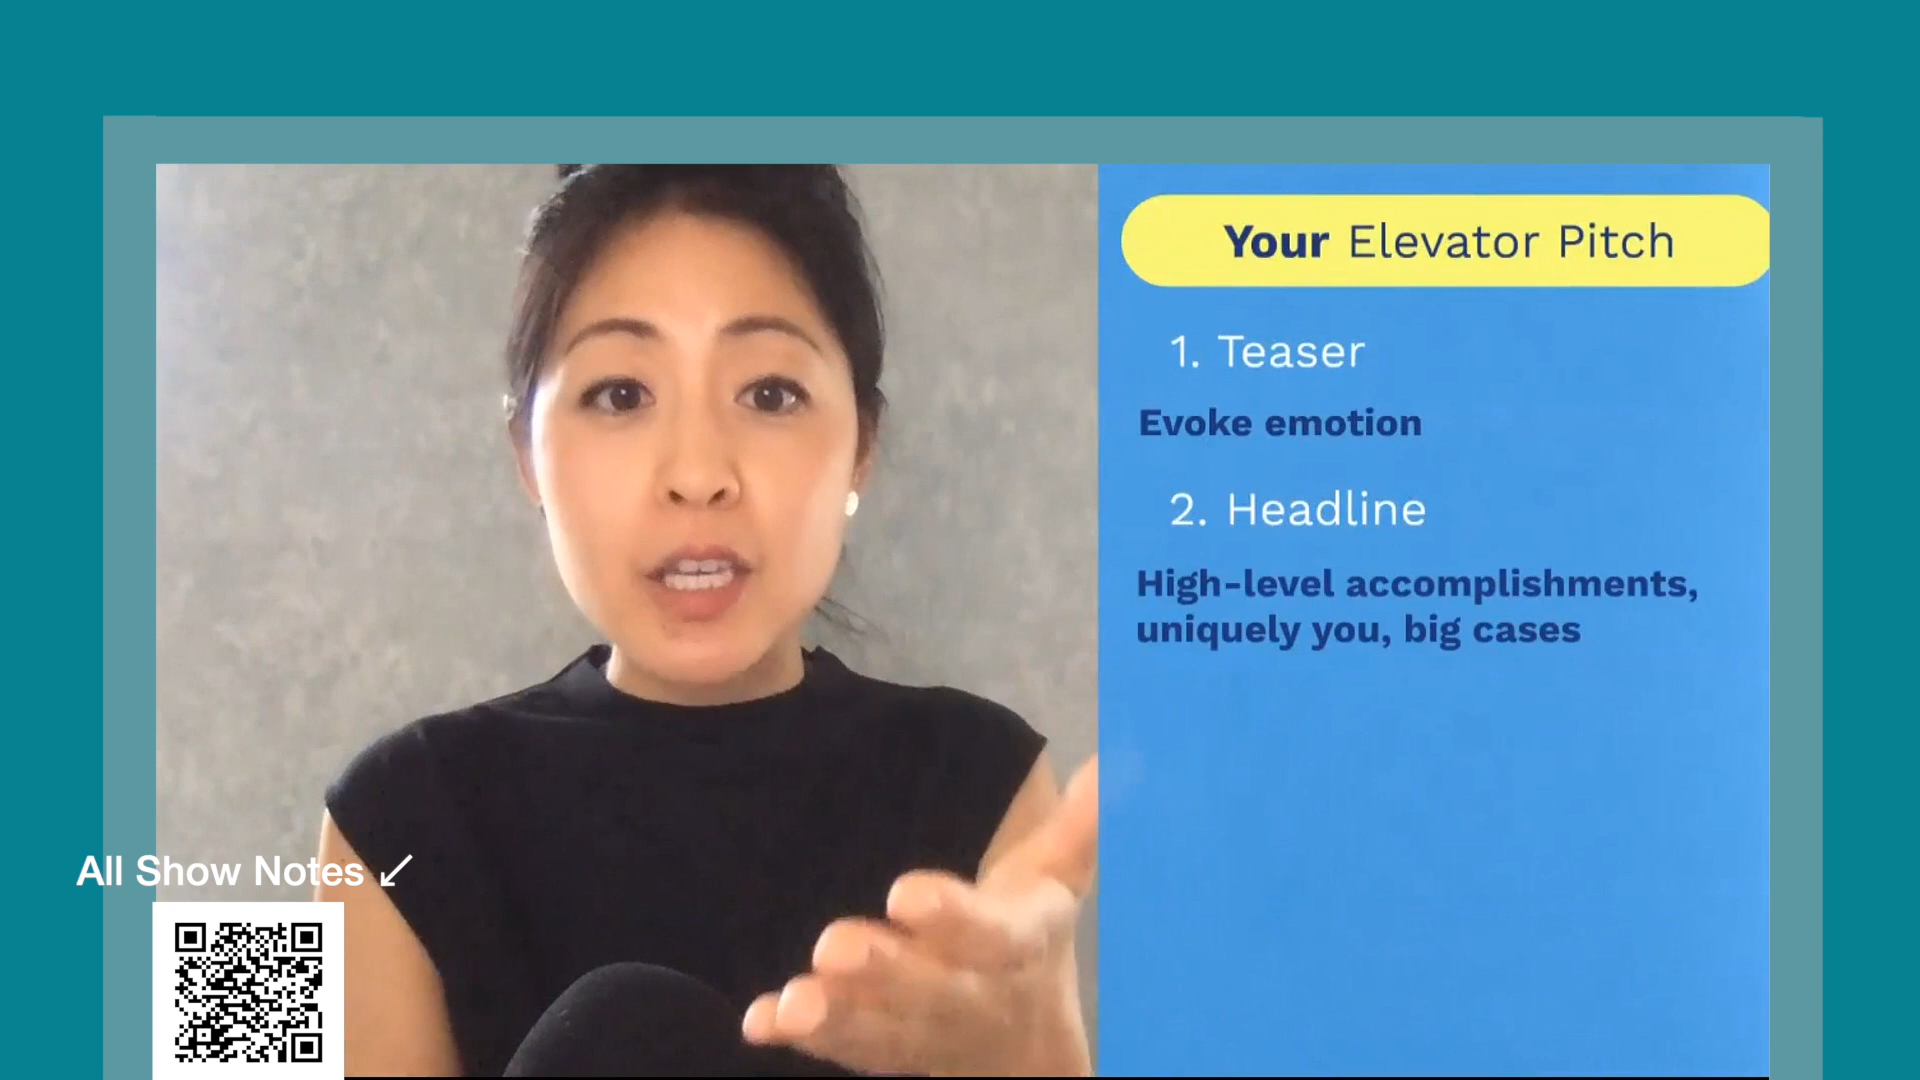 Your Elevator Pitch
1. Teaser
Evoke emotion
2. Headline
High-level accomplishments,
uniquely you, big cases
All Show Notes ↙